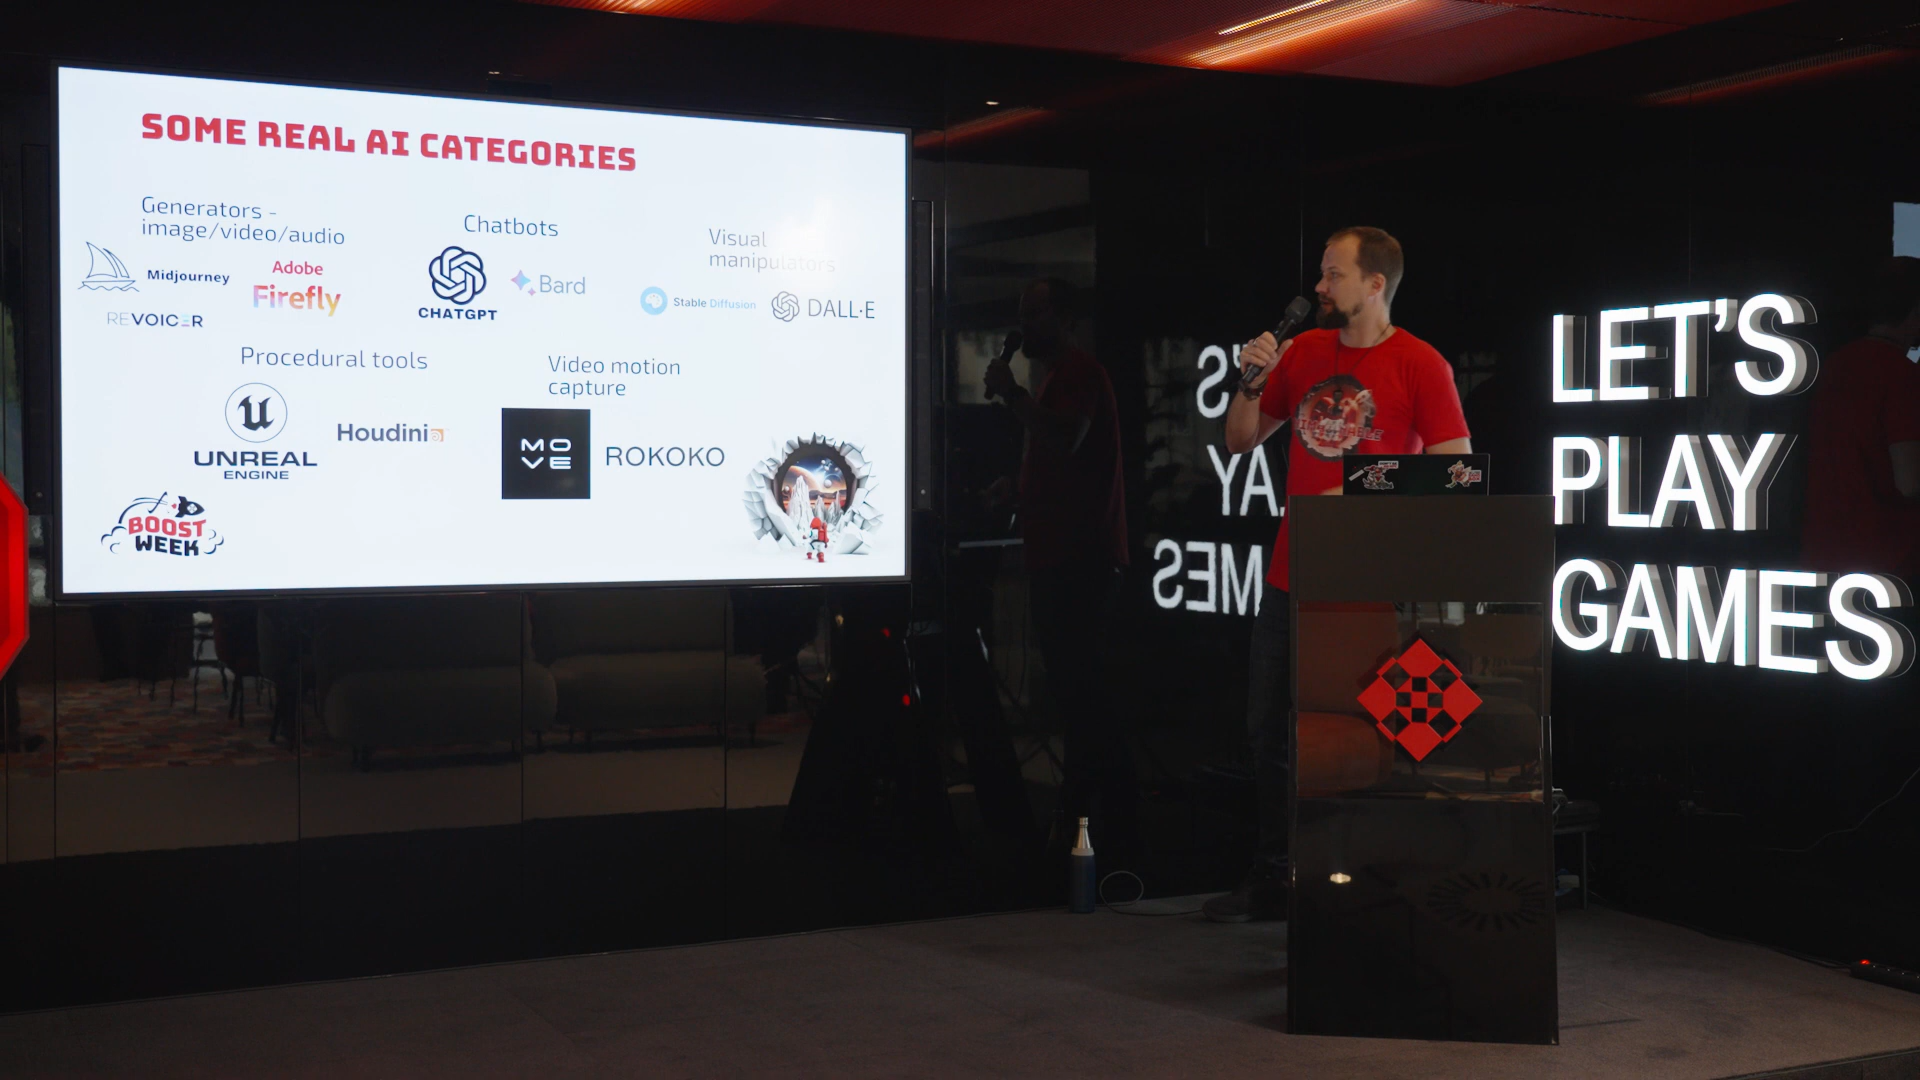 SOME REAL AI CATEGORIES
Generators -
image/video/audio
Midjourney
Adobe
Firefly
REVOICER
Chatbots
CHATGPT
Bard
Visual
manipulators
Stable Diffusion
DALL·E
Procedural tools
UNREAL
ENGINE
Houdini
Video motion
capture
MO
VE
ROKOKO
BOOST
WEEK
LET'S
PLAY
GAMES